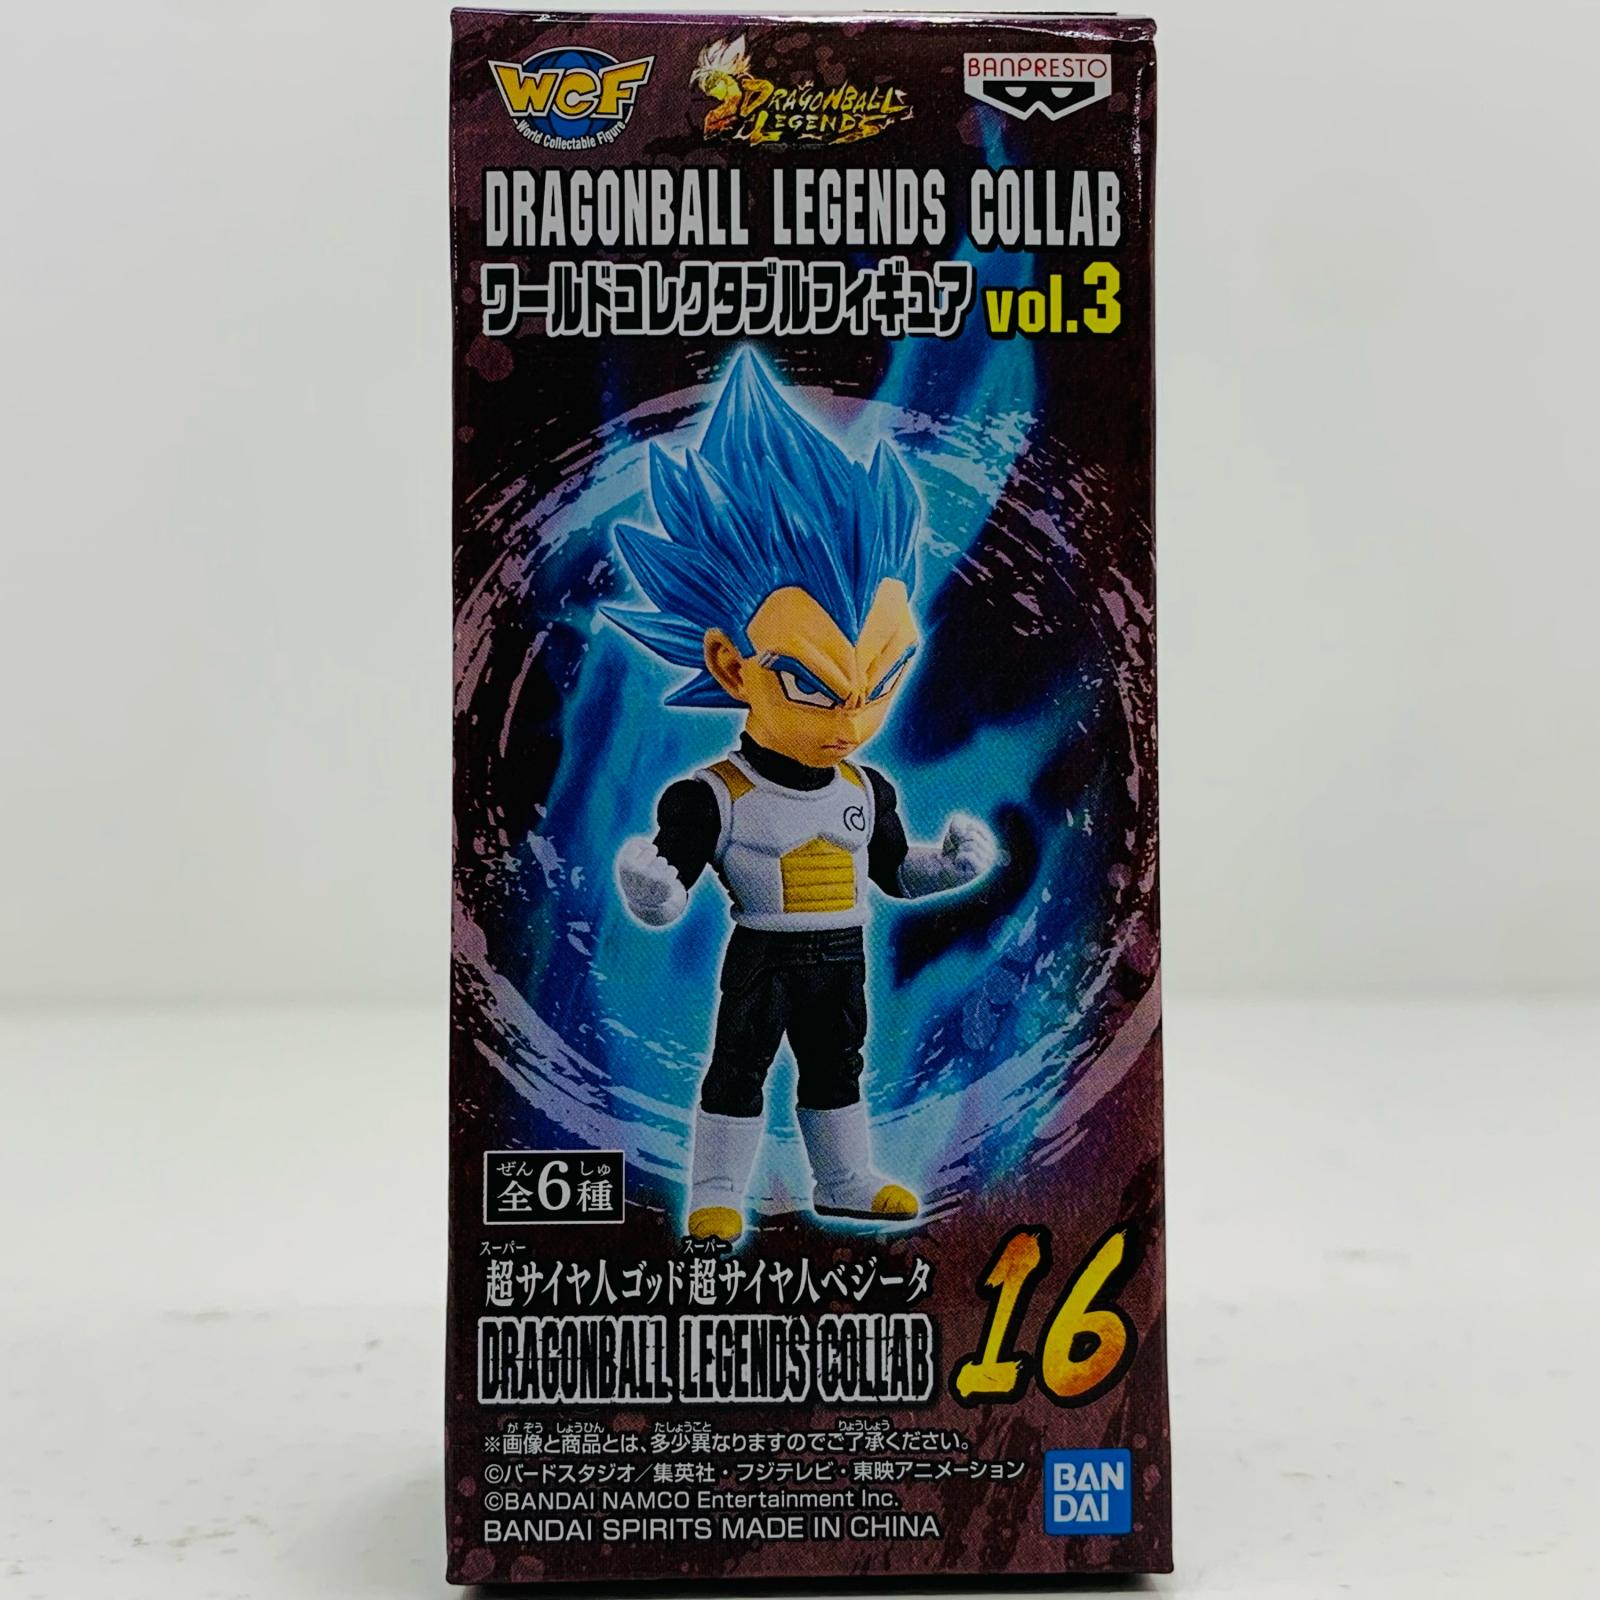 WCF
World Collectable Figure
DRAGONBALL
LEGENDS
BANPRESTO
DRAGONBALL LEGENDS COLLAB
ワールドコレクタブルフィギュア vol.3
ぜん しゅ
全6種
スーパー スーパー
超サイヤ人ゴッド超サイヤ人ベジータ
DRAGONBALL LEGENDS COLLAB
16
がぞう しょうひん たしょうこと りょうしょう
※画像と商品とは、多少異なりますのでご了承ください。
©バードスタジオ／集英社・フジテレビ・東映アニメーション
©BANDAI NAMCO Entertainment Inc.
BANDAI SPIRITS MADE IN CHINA
BAN
DAI